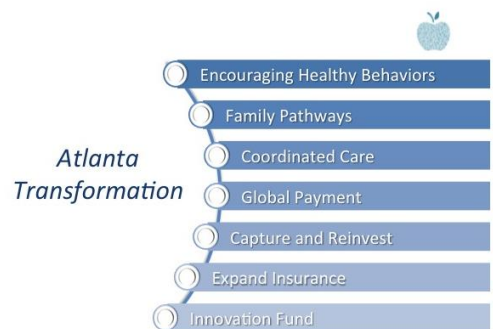 Encouraging Healthy Behaviors
Family Pathways
Coordinated Care
Atlanta
Transformation
Global Payment
Capture and Reinvest
Expand Insurance
Innovation Fund